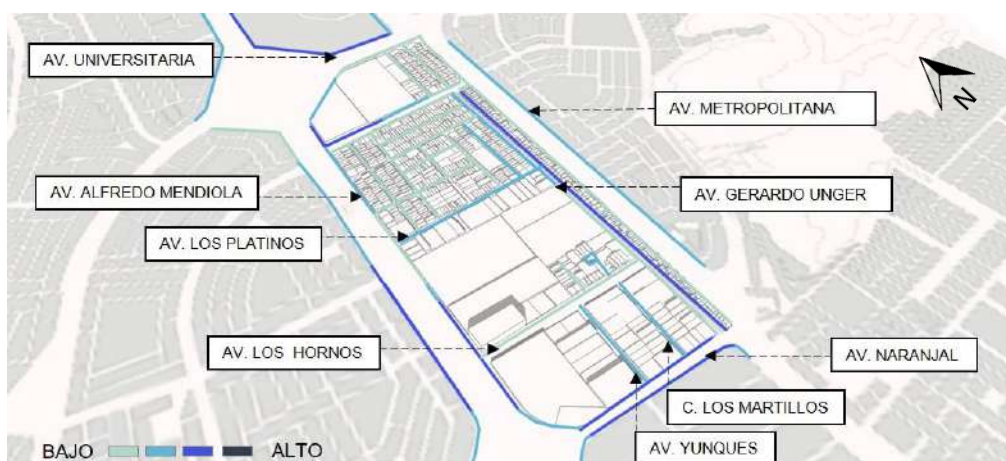 AV. UNIVERSITARIA
AV. METROPOLITANA
N
AV. ALFREDO MENDIOLA
AV. GERARDO UNGER
AV. LOS PLATINOS
AV. LOS HORNOS
AV. NARANJAL
C. LOS MARTILLOS
AV. YUNQUES
BAJO
ALTO